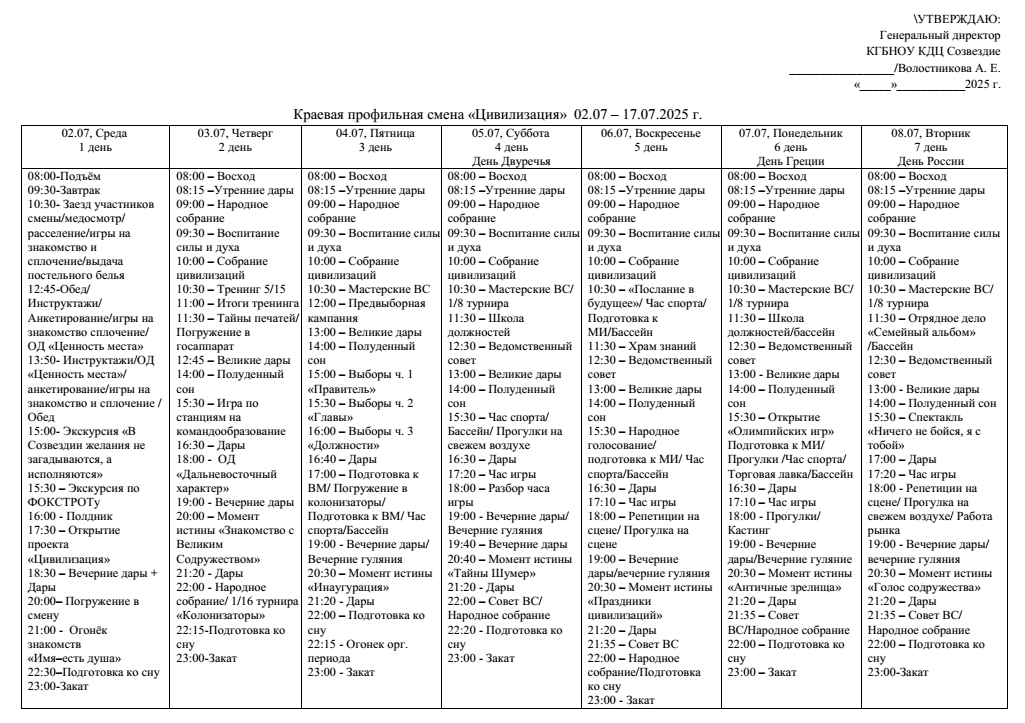 \УТВЕРЖДАЮ:
Генеральный директор
КГБНОУ КДЦ Созвездие
_________________/Волостникова А. Е.
«_____»___________2025 г.
Краевая профильная смена «Цивилизация» 02.07 – 17.07.2025 г.
02.07, Среда
1 день
08:00-Подъём
09:30-Завтрак
10:30- Заезд участников
смены/медосмотр/
расселение/игры на
знакомство и
сплочение/выдача
постельного белья
12:45-Обед/
Инструктажи/
Анкетирование/игры на
знакомство сплочение/
ОД «Ценность места»
13:50- Инструктажи/ОД
«Ценность места»/
анкетирование/игры на
знакомство и сплочение /
Обед
15:00- Экскурсия «В
Созвездии желания не
загадываются, а
исполняются»
15:30 – Экскурсия по
ФОКСТРОТу
16:00 - Полдник
17:30 – Открытие
проекта
«Цивилизация»
18:30 – Вечерние дары +
Дары
20:00– Погружение в
смену
21:00 - Огонёк
знакомств
«Имя–есть душа»
22:30–Подготовка ко сну
23:00-Закат
03.07, Четверг
2 день
08:00 – Восход
08:15 –Утренние дары
09:00 – Народное
собрание
09:30 – Воспитание
силы и духа
10:00 – Собрание
цивилизаций
10:30 – Тренинг 5/15
11:00 – Итоги тренинга
11:30 – Тайны печатей/
Погружение в
госаппарат
12:45 – Великие дары
14:00 – Полуденный
сон
15:30 – Игра по
станциям на
командообразование
16:30 – Дары
18:00 - ОД
«Дальневосточный
характер»
19:00 - Вечерние дары
20:00 – Момент
истины «Знакомство с
Великим
Содружеством»
21:20 - Дары
22:00 - Народное
собрание/ 1/16 турнира
«Колонизаторы»
22:15-Подготовка ко
сну
23:00-Закат
04.07, Пятница
3 день
08:00 – Восход
08:15 –Утренние дары
09:00 – Народное
собрание
09:30 – Воспитание силы
и духа
10:00 – Собрание
цивилизаций
10:30 – Мастерские ВС
12:00 – Предвыборная
кампания
13:00 – Великие дары
14:00 – Полуденный
сон
15:00 – Выборы ч. 1
«Правитель»
15:30 – Выборы ч. 2
«Главы»
16:00 – Выборы ч. 3
«Должности»
16:40 – Дары
17:00 – Подготовка к
ВМ/ Погружение в
колонизаторы/
Подготовка к ВМ/ Час
спорта/Бассейн
19:00 - Вечерние дары/
Вечерние гуляния
20:30 – Момент истины
«Инаугурация»
21:20 - Дары
22:00 – Подготовка ко
сну
22:15 - Огонек орг.
периода
23:00 - Закат
05.07, Суббота
4 день
День Двуречья
08:00 – Восход
08:15 –Утренние дары
09:00 – Народное
собрание
09:30 – Воспитание силы
и духа
10:00 – Собрание
цивилизаций
10:30 – Мастерские ВС/
1/8 турнира
11:30 – Школа
должностей
12:30 – Ведомственный
совет
13:00 – Великие дары
14:00 – Полуденный
сон
15:30 – Час спорта/
Бассейн/ Прогулки на
свежем воздухе
16:30 – Дары
17:20 – Час игры
18:00 – Разбор часа
игры
19:00 - Вечерние дары/
Вечерние гуляния
19:40 – Вечерние дары
20:40 – Момент истины
«Тайны Шумер»
21:20 - Дары
22:00 – Совет ВС/
Народное собрание
22:20 - Подготовка ко
сну
23:00 - Закат
06.07, Воскресенье
5 день
08:00 – Восход
08:15 –Утренние дары
09:00 – Народное
собрание
09:30 – Воспитание силы
и духа
10:00 – Собрание
цивилизаций
10:30 – «Послание в
будущее»/ Час спорта/
Подготовка к
МИ/Бассейн
11:30 – Храм знаний
12:30 – Ведомственный
совет
13:00 – Великие дары
14:00 – Полуденный
сон
15:30 – Народное
голосование/
подготовка к МИ/ Час
спорта/Бассейн
16:30 – Дары
17:10 – Час игры
18:00 – Репетиции на
сцене/ Прогулка на
сцене
19:00 – Вечерние
дары/вечерние гуляния
20:30 – Момент истины
«Праздники
цивилизаций»
21:20 – Дары
21:35 – Совет ВС
22:00 – Народное
собрание/Подготовка
ко сну
23:00 - Закат
07.07, Понедельник
6 день
День Греции
08:00 – Восход
08:15 –Утренние дары
09:00 – Народное
собрание
09:30 – Воспитание силы
и духа
10:00 – Собрание
цивилизаций
10:30 – Мастерские ВС/
1/8 турнира
11:30 – Школа
должностей/бассейн
12:30 – Ведомственный
совет
13:00 - Великие дары
14:00 – Полуденный
сон
15:30 – Открытие
«Олимпийских игр»
Подготовка к МИ/
Прогулки /Час спорта/
Торговая лавка/Бассейн
16:30 – Дары
17:10 – Час игры
18:00 - Прогулки/
Кастинг
19:00 - Вечерние
дары/Вечерние гуляние
20:30 – Момент истины
«Античные зрелища»
21:20 – Дары
21:35 – Совет
ВС/Народное собрание
22:00 – Подготовка ко
сну
23:00 – Закат
08.07, Вторник
7 день
День России
08:00 – Восход
08:15 –Утренние дары
09:00 – Народное
собрание
09:30 – Воспитание силы
и духа
10:00 – Собрание
цивилизаций
10:30 – Мастерские ВС/
1/8 турнира
11:30 – Отрядное дело
«Семейный альбом»
/Бассейн
12:30 – Ведомственный
совет
13:00 - Великие дары
14:00 – Полуденный сон
15:30 – Спектакль
«Ничего не бойся, я с
тобой»
17:00 – Дары
17:20 – Час игры
18:00 - Репетиции на
сцене/ Прогулка на
свежем воздухе/ Работа
рынка
19:00 - Вечерние дары/
вечерние гуляния
20:30 – Момент истины
«Голос содружества»
21:20 – Дары
21:35 – Совет ВС/
Народное собрание
22:00 – Подготовка ко
сну
23:00-Закат